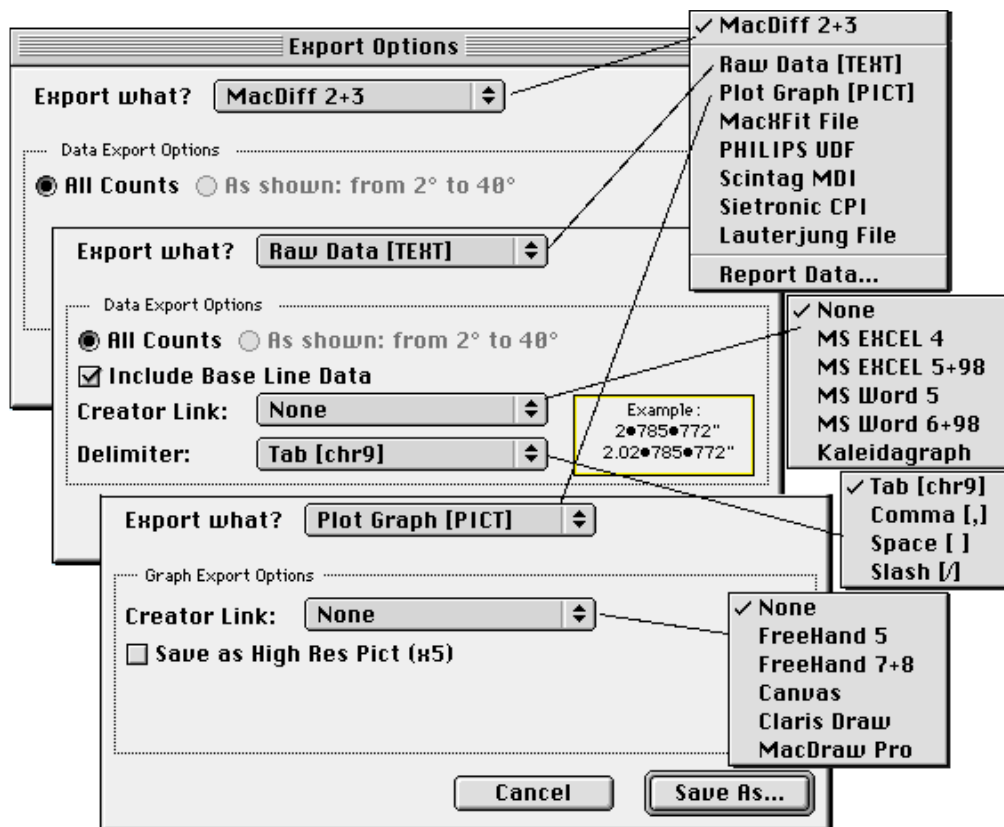 Export Options
Export what? MacDiff 2+3
Data Export Options
All Counts As shown: from 2° to 40°
Export what? Raw Data [TEXT]
Data Export Options
All Counts As shown: from 2° to 40°
Include Base Line Data
Creator Link: None
Delimiter: Tab [chr9]
Example:
2●785●772"
2.02●785●772"
Export what? Plot Graph [PICT]
Graph Export Options
Creator Link: None
Save as High Res Pict (x5)
Cancel
Save As...
✓ MacDiff 2+3
Raw Data [TEXT]
Plot Graph [PICT]
MacXFit File
PHILIPS UDF
Scintag MDI
Sietronic CPI
Lauterjung File
Report Data...
✓ None
MS EXCEL 4
MS EXCEL 5+98
MS Word 5
MS Word 6+98
Kaleidagraph
✓ Tab [chr9]
Comma [,]
Space [ ]
Slash [/]
✓ None
FreeHand 5
FreeHand 7+8
Canvas
Claris Draw
MacDraw Pro